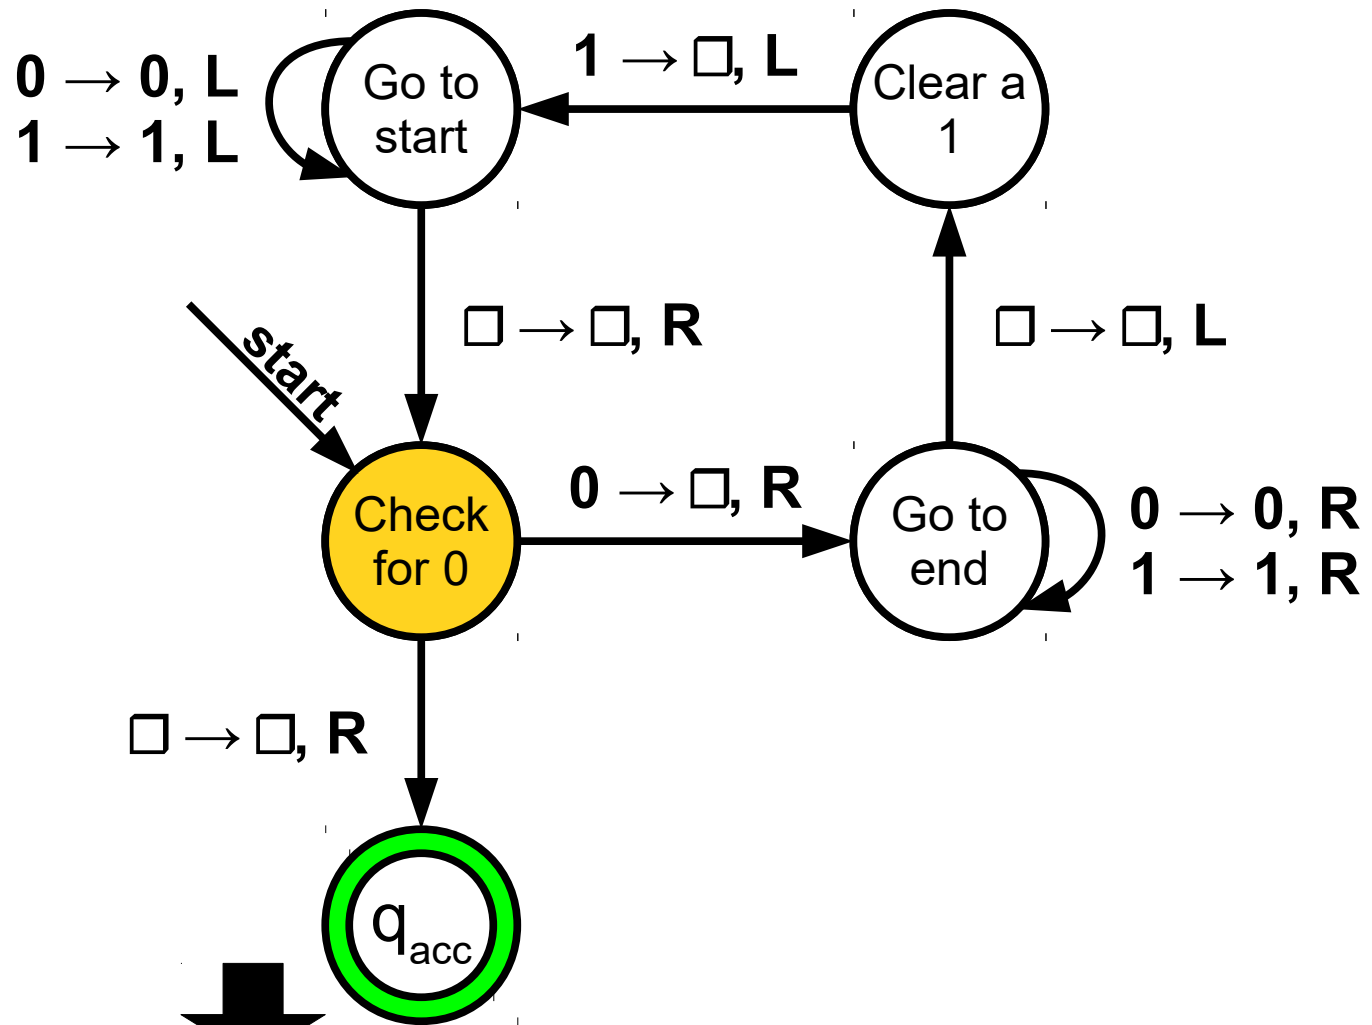 1 → □, L
0 → 0, L
1 → 1, L
Go to
start
Clear a
1
□ → □, R
□ → □, L
start
Check
for 0
0 → □, R
Go to
end
0 → 0, R
1 → 1, R
□ → □, R
q_acc